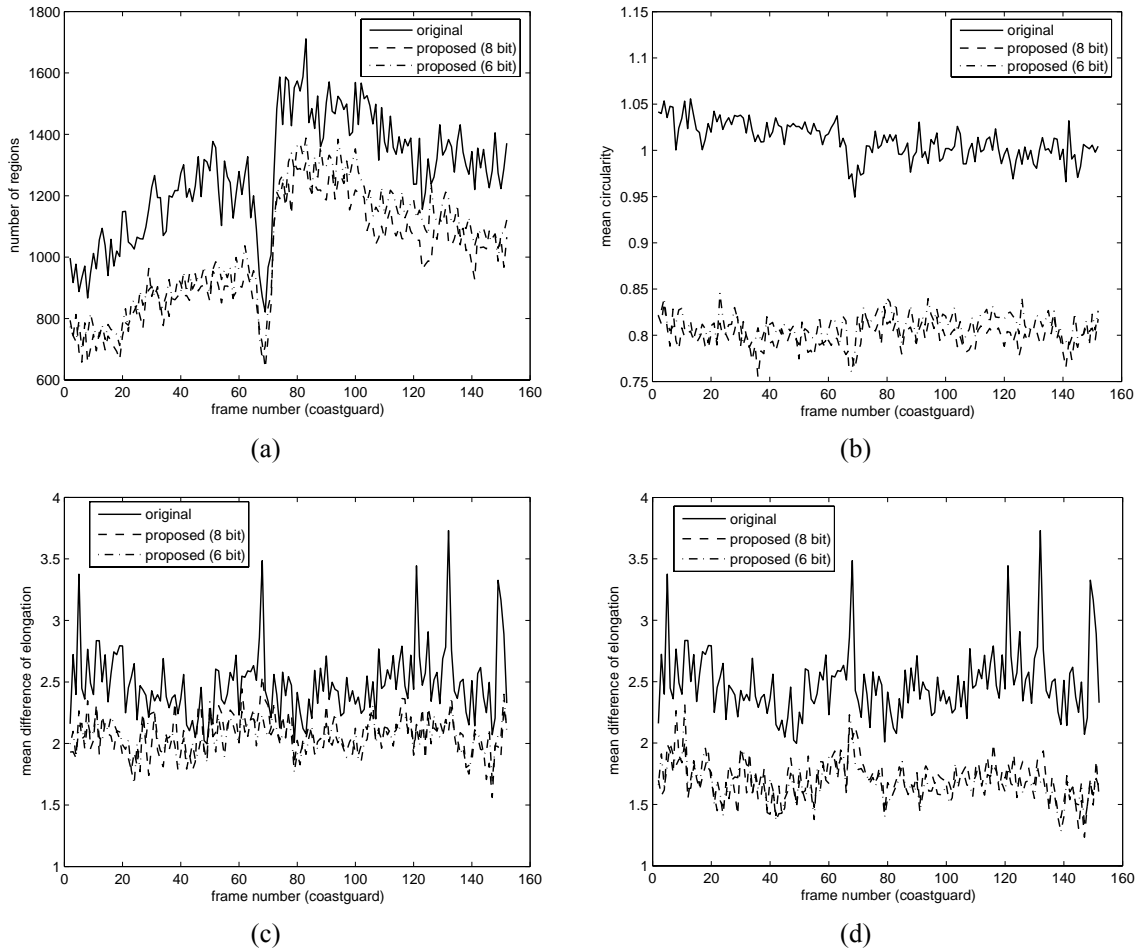 1800
1600
1400
1200
1000
800
600
number of regions
original
proposed (8 bit)
proposed (6 bit)
0 20 40 60 80 100 120 140 160
frame number (coastguard)
(a)
1.15
1.1
1.05
1
0.95
0.9
0.85
0.8
0.75
mean circularity
original
proposed (8 bit)
proposed (6 bit)
0 20 40 60 80 100 120 140 160
frame number (coastguard)
(b)
4
3.5
3
2.5
2
1.5
1
mean difference of elongation
original
proposed (8 bit)
proposed (6 bit)
0 20 40 60 80 100 120 140 160
frame number (coastguard)
(c)
4
3.5
3
2.5
2
1.5
1
mean difference of elongation
original
proposed (8 bit)
proposed (6 bit)
0 20 40 60 80 100 120 140 160
frame number (coastguard)
(d)